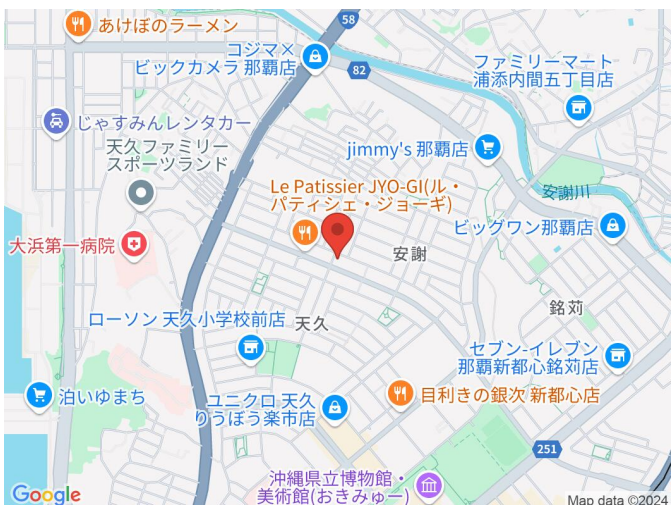 あけぼのラーメン
58
コジマ×
ビックカメラ 那覇店
82
ファミリーマート
浦添内間五丁目店
じゃすみんレンタカー
天久ファミリー
スポーツランド
jimmy's 那覇店
Le Patissier JYO-GI(ル・
パティシェ・ジョーギ)
安謝川
ビッグワン那覇店
大浜第一病院
安謝
銘苅
ローソン 天久小学校前店
天久
セブン-イレブン
那覇新都心銘苅店
泊いゆまち
ユニクロ 天久
りうぼう楽市店
目利きの銀次 新都心店
251
沖縄県立博物館・
美術館(おきみゅー)
Google
Map data ©2024